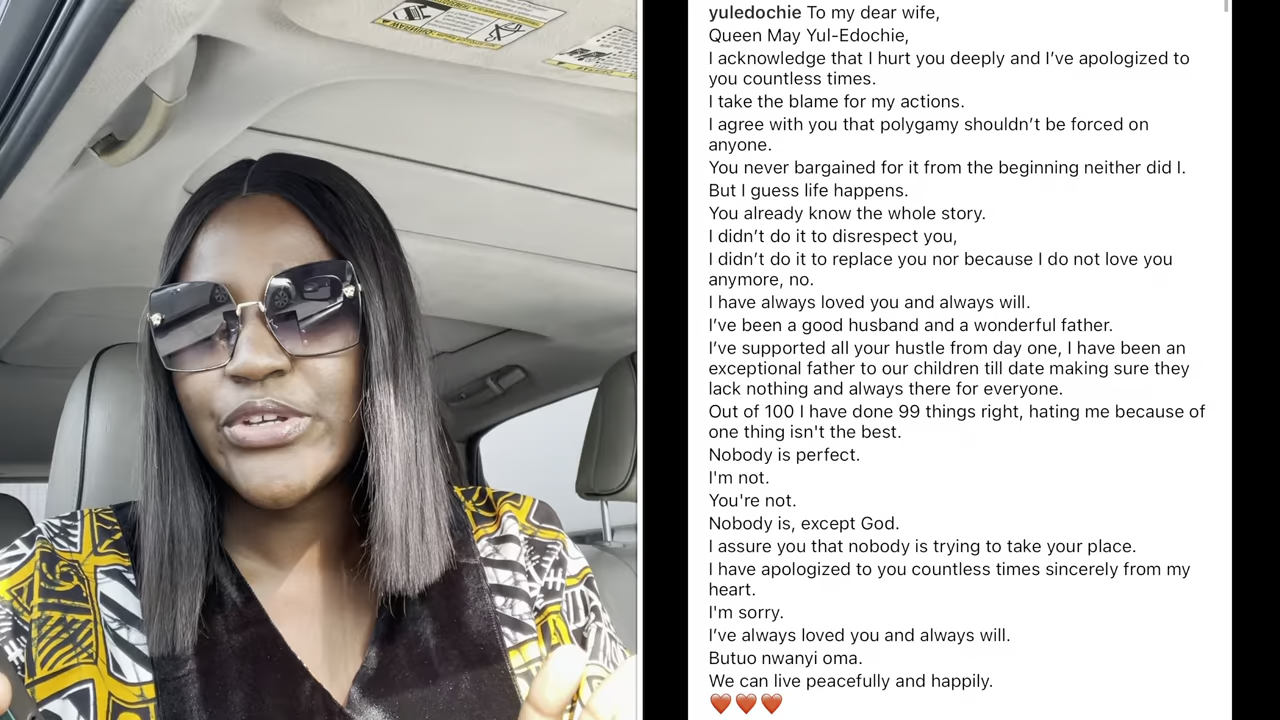 yuledochie To my dear wife,
Queen May Yul-Edochie,
I acknowledge that I hurt you deeply and I’ve apologized to
you countless times.
I take the blame for my actions.
I agree with you that polygamy shouldn’t be forced on
anyone.
You never bargained for it from the beginning neither did I.
But I guess life happens.
You already know the whole story.
I didn’t do it to disrespect you,
I didn’t do it to replace you nor because I do not love you
anymore, no.
I have always loved you and always will.
I’ve been a good husband and a wonderful father.
I’ve supported all your hustle from day one, I have been an
exceptional father to our children till date making sure they
lack nothing and always there for everyone.
Out of 100 I have done 99 things right, hating me because of
one thing isn't the best.
Nobody is perfect.
I'm not.
You're not.
Nobody is, except God.
I assure you that nobody is trying to take your place.
I have apologized to you countless times sincerely from my
heart.
I'm sorry.
I’ve always loved you and always will.
Butuo nwanyi oma.
We can live peacefully and happily.
❤️❤️❤️